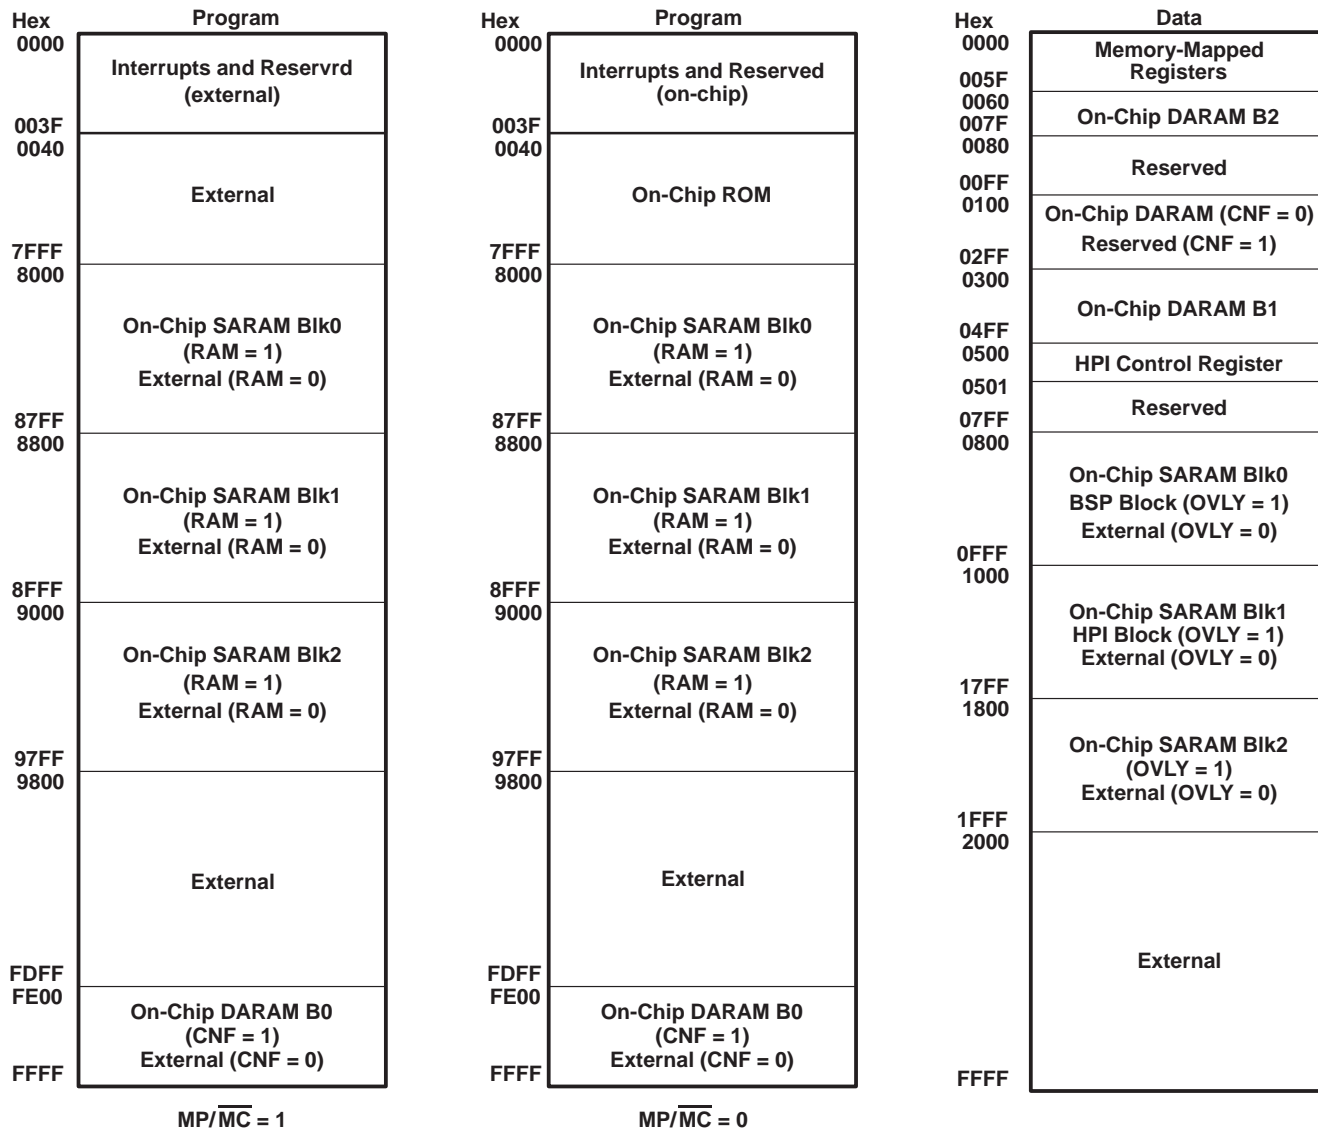 Hex
Program
0000
Interrupts and Reservrd
(external)
003F
0040
External
7FFF
8000
On-Chip SARAM Blk0
(RAM = 1)
External (RAM = 0)
87FF
8800
On-Chip SARAM Blk1
(RAM = 1)
External (RAM = 0)
8FFF
9000
On-Chip SARAM Blk2
(RAM = 1)
External (RAM = 0)
97FF
9800
External
FDFF
FE00
On-Chip DARAM B0
(CNF = 1)
External (CNF = 0)
FFFF
MP/MC = 1
Hex
Program
0000
Interrupts and Reserved
(on-chip)
003F
0040
On-Chip ROM
7FFF
8000
On-Chip SARAM Blk0
(RAM = 1)
External (RAM = 0)
87FF
8800
On-Chip SARAM Blk1
(RAM = 1)
External (RAM = 0)
8FFF
9000
On-Chip SARAM Blk2
(RAM = 1)
External (RAM = 0)
97FF
9800
External
FDFF
FE00
On-Chip DARAM B0
(CNF = 1)
External (CNF = 0)
FFFF
MP/MC = 0
Hex
Data
0000
Memory-Mapped
Registers
005F
0060
On-Chip DARAM B2
007F
0080
Reserved
00FF
0100
On-Chip DARAM (CNF = 0)
Reserved (CNF = 1)
02FF
0300
On-Chip DARAM B1
04FF
0500
HPI Control Register
0501
Reserved
07FF
0800
On-Chip SARAM Blk0
BSP Block (OVLY = 1)
External (OVLY = 0)
0FFF
1000
On-Chip SARAM Blk1
HPI Block (OVLY = 1)
External (OVLY = 0)
17FF
1800
On-Chip SARAM Blk2
(OVLY = 1)
External (OVLY = 0)
1FFF
2000
External
FFFF